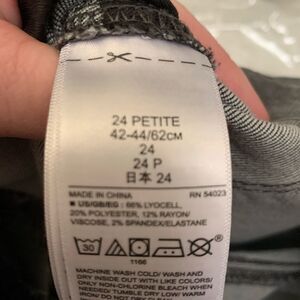 24 PETITE
42-44/62CM
24
24 P
日本 24
MADE IN CHINA RN 54023
■ US/GB/EG: 66% LYOCELL,
20% POLYESTER, 12% RAYON/
VISCOSE, 2% SPANDEX/ELASTANE
30
1166
MACHINE WASH COLD/ WASH AND
DRY INSIDE OUT WITH LIKE COLORS/
ONLY NON-CHLORINE BLEACH WHEN
NEEDED/ TUMBLE DRY LOW/ WARM